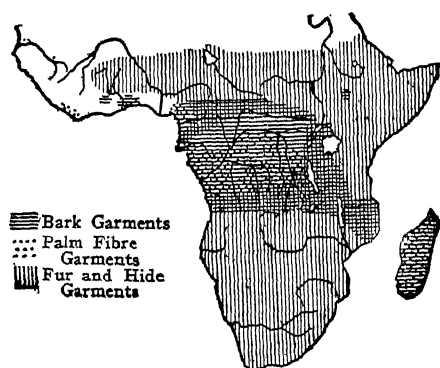 Bark Garments
Palm Fibre
Garments
Fur and Hide
Garments